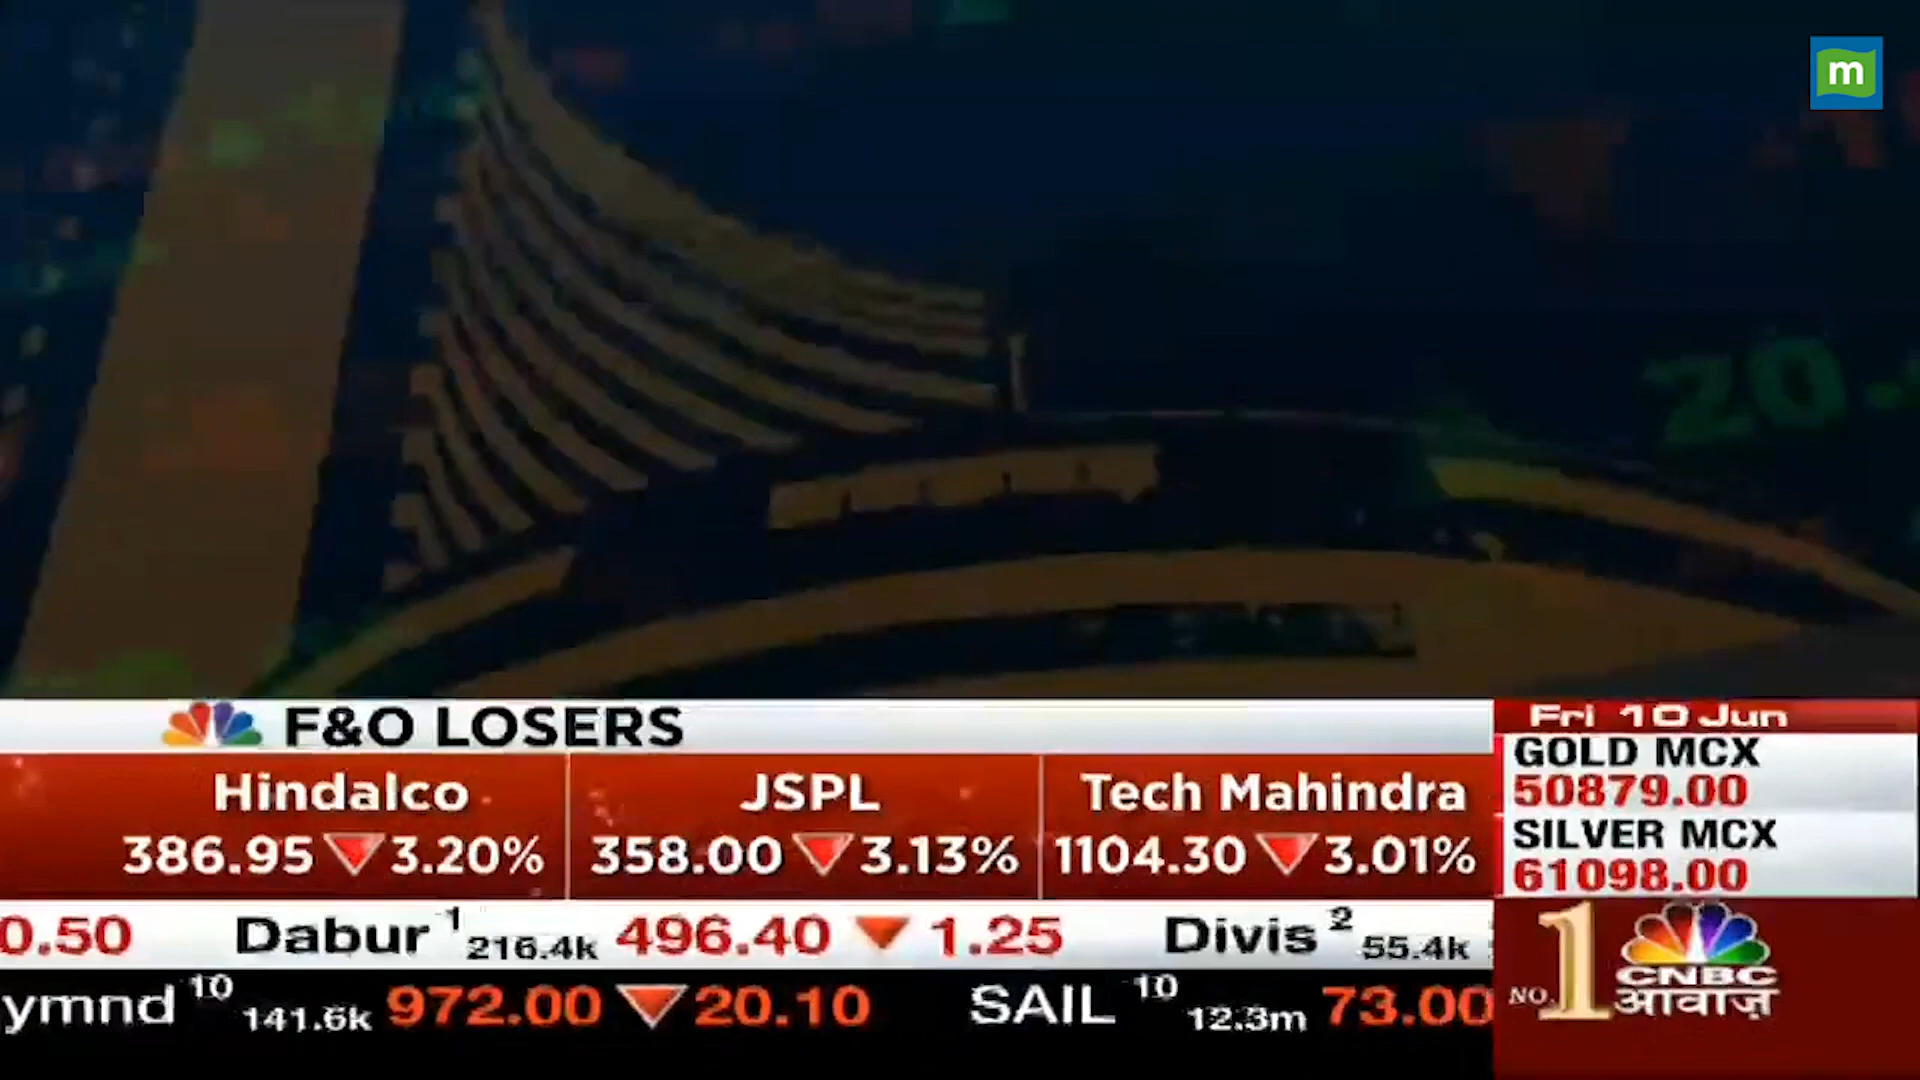 m
20.
F&O LOSERS
Hindalco
386.95 ▼ 3.20%
JSPL
358.00 ▼ 3.13%
Tech Mahindra
1104.30 ▼ 3.01%
Fri 10 Jun
GOLD MCX
50879.00
SILVER MCX
61098.00
0.50 Dabur 1 216.4k 496.40 ▼ 1.25 Divis 2 55.4k
ymnd 10 141.6k 972.00 ▼ 20.10 SAIL 10 12.3m 73.00
NO. 1
CNBC
आवाज़